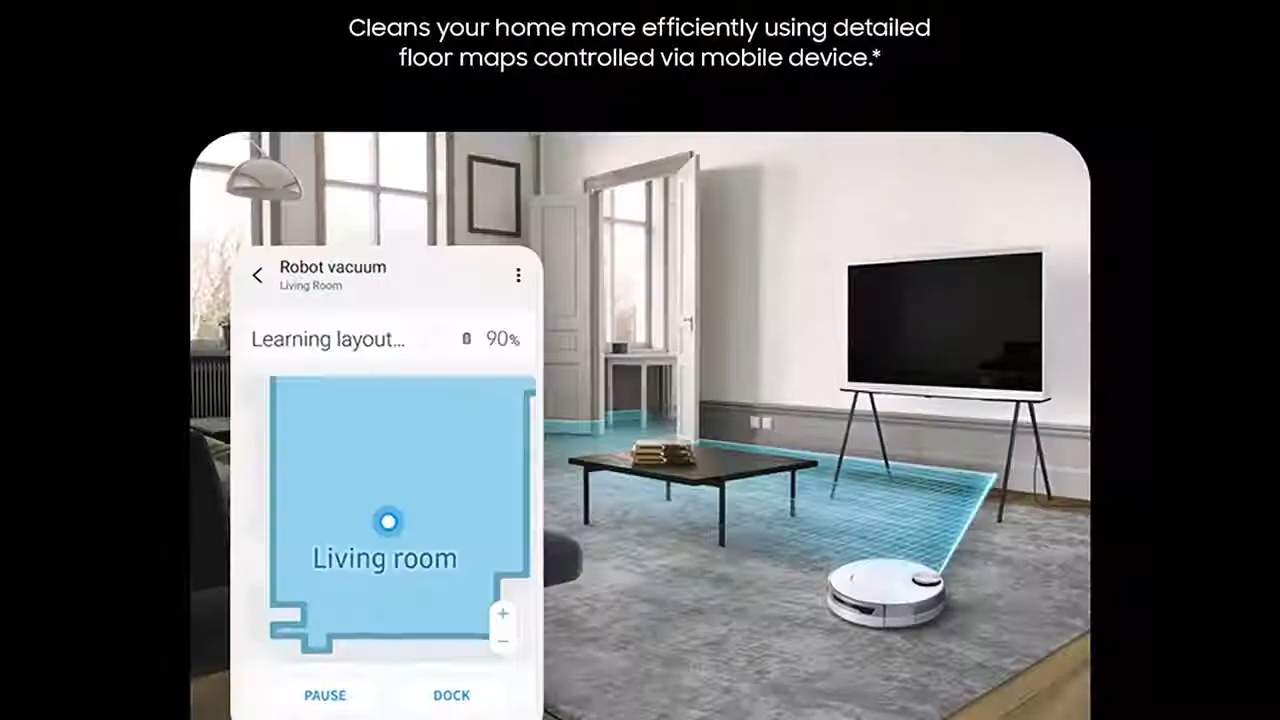 Cleans your home more efficiently using detailed
floor maps controlled via mobile device.*
Robot vacuum
Living Room
Learning layout...
90%
Living room
+
−
PAUSE
DOCK